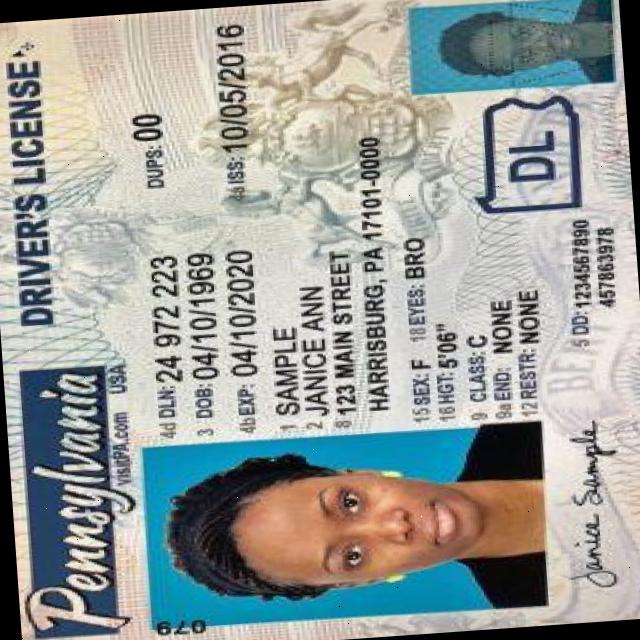 Pennsylvania
DRIVER'S LICENSE
visitPA.com USA
4d DLN: 24 972 223
DUPS: 00
3 DOB: 04/10/1969
4b EXP: 04/10/2020
4a ISS: 10/05/2016
1 SAMPLE
2 JANICE ANN
8 123 MAIN STREET
HARRISBURG, PA 17101-0000
15 SEX: F 18 EYES: BRO
16 HGT: 5'06"
9 CLASS: C
9a END: NONE
12 RESTR: NONE
DL
5 DD: 1234567890
457863978
Janice Sample
079